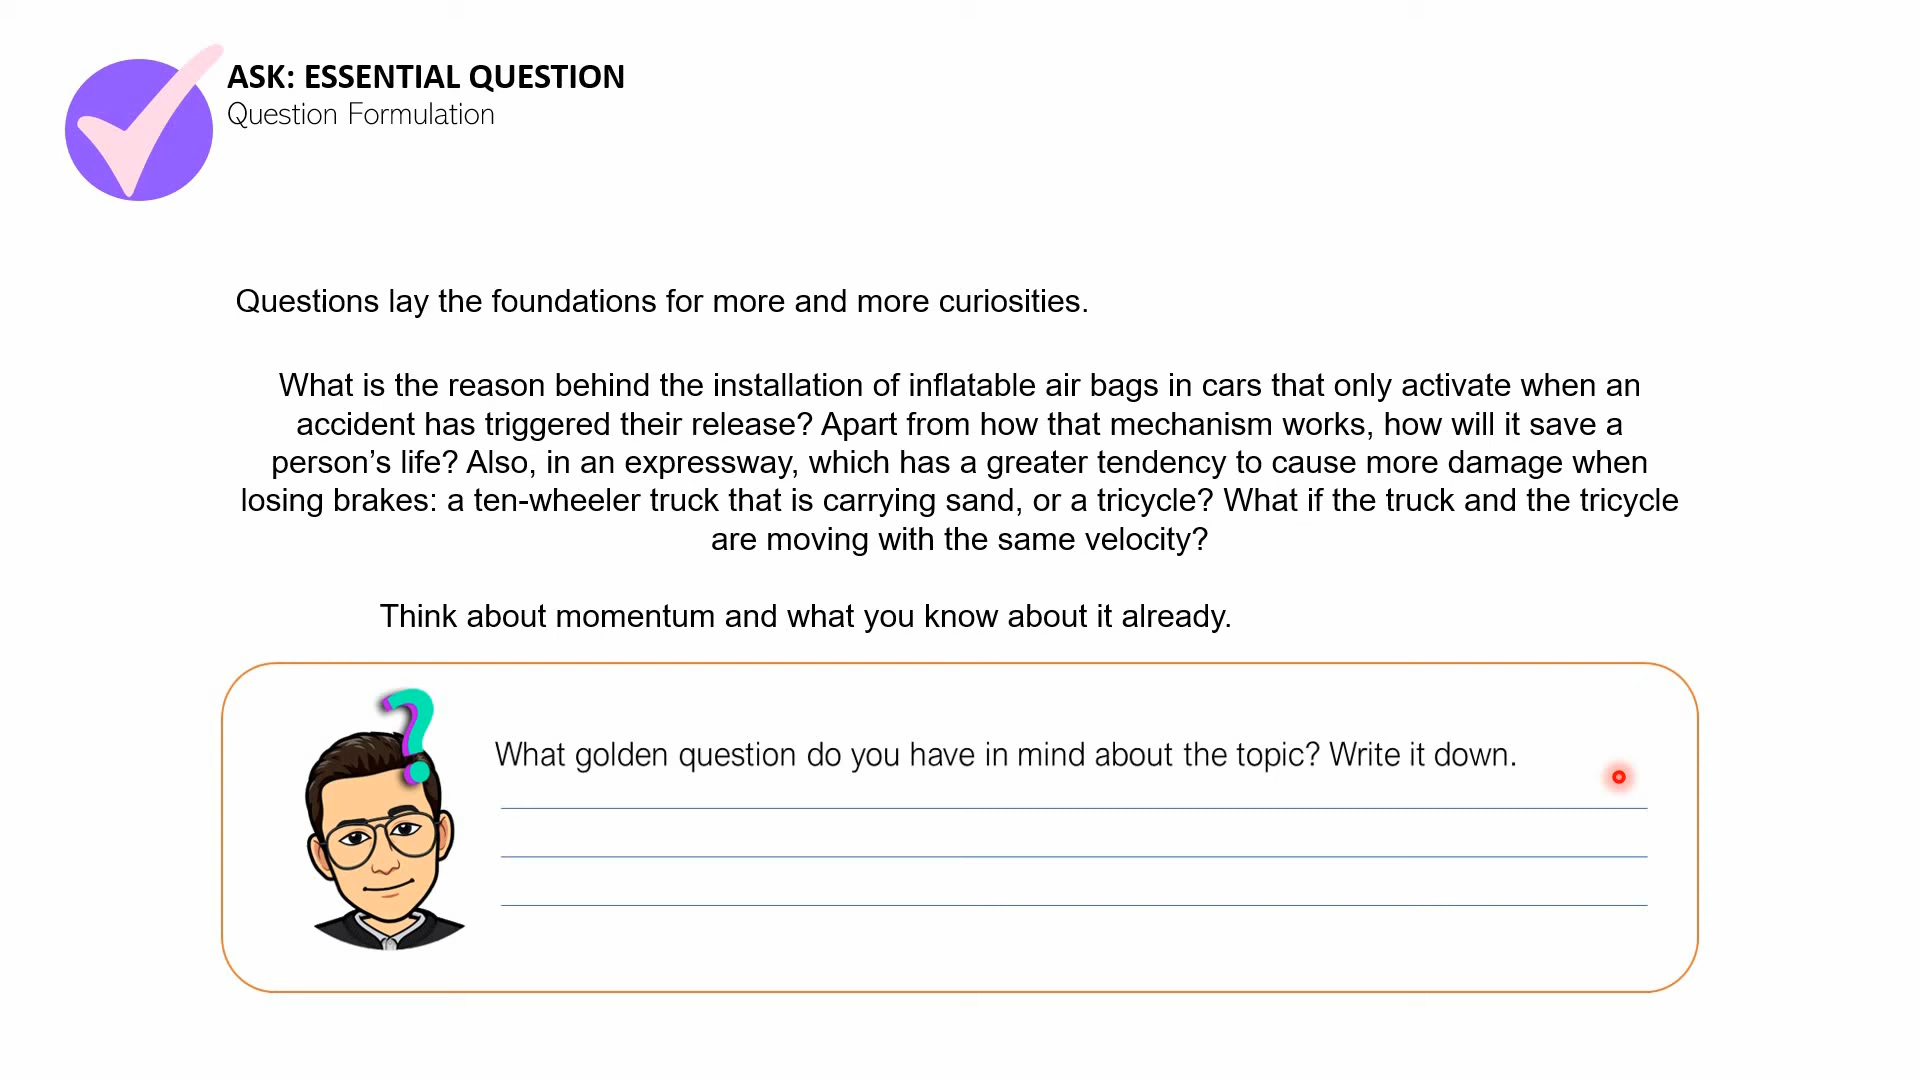 ASK: ESSENTIAL QUESTION
Question Formulation
Questions lay the foundations for more and more curiosities.
What is the reason behind the installation of inflatable air bags in cars that only activate when an
accident has triggered their release? Apart from how that mechanism works, how will it save a
person’s life? Also, in an expressway, which has a greater tendency to cause more damage when
losing brakes: a ten-wheeler truck that is carrying sand, or a tricycle? What if the truck and the tricycle
are moving with the same velocity?
Think about momentum and what you know about it already.
?
What golden question do you have in mind about the topic? Write it down.